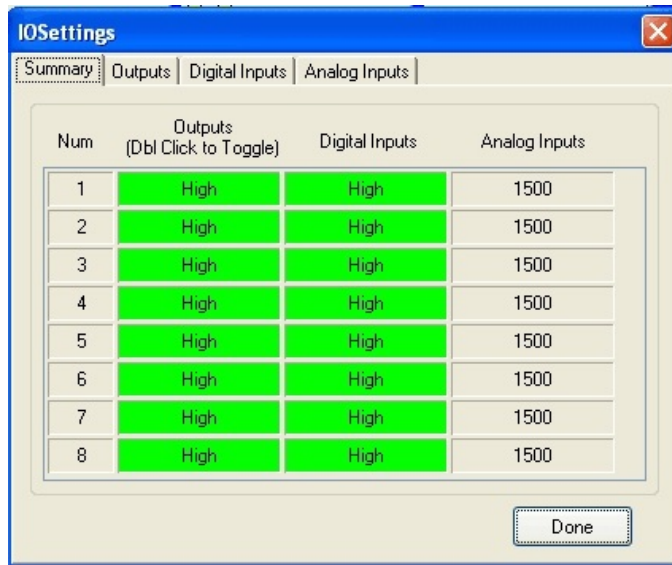 IOSettings
Summary Outputs Digital Inputs Analog Inputs
Num Outputs (Dbl Click to Toggle) Digital Inputs Analog Inputs
1 High High 1500
2 High High 1500
3 High High 1500
4 High High 1500
5 High High 1500
6 High High 1500
7 High High 1500
8 High High 1500
Done